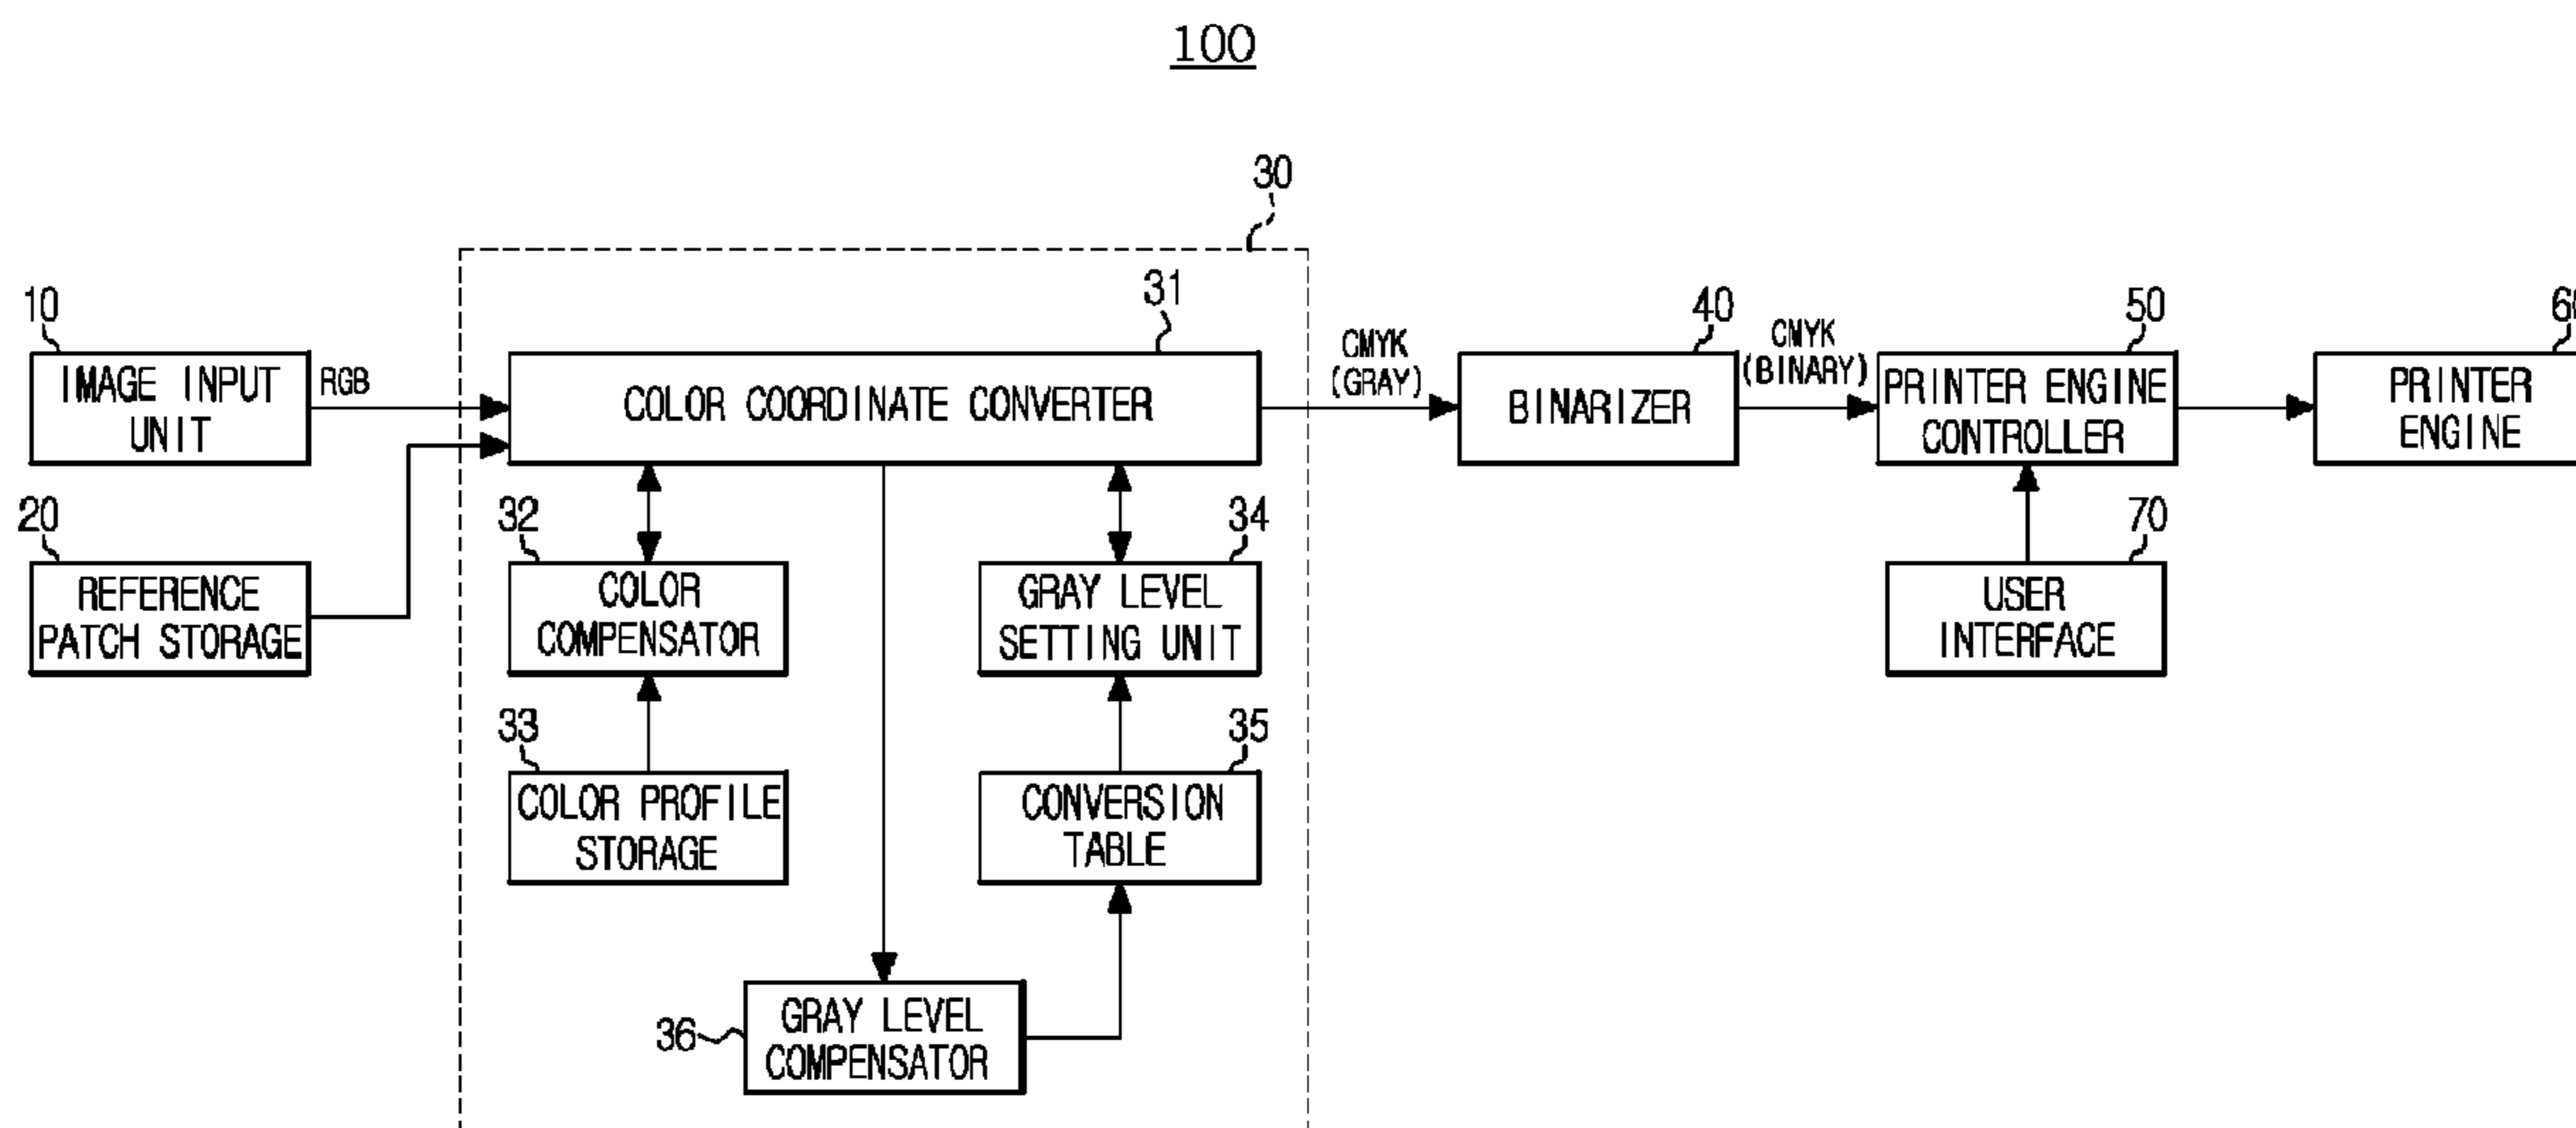 100
30
10
31
40
50
60
IMAGE INPUT
UNIT
RGB
COLOR COORDINATE CONVERTER
CMYK
(GRAY)
BINARIZER
CMYK
(BINARY)
PRINTER ENGINE
CONTROLLER
PRINTER
ENGINE
20
32
34
70
REFERENCE
PATCH STORAGE
COLOR
COMPENSATOR
GRAY LEVEL
SETTING UNIT
USER
INTERFACE
33
35
COLOR PROFILE
STORAGE
CONVERSION
TABLE
36
GRAY LEVEL
COMPENSATOR